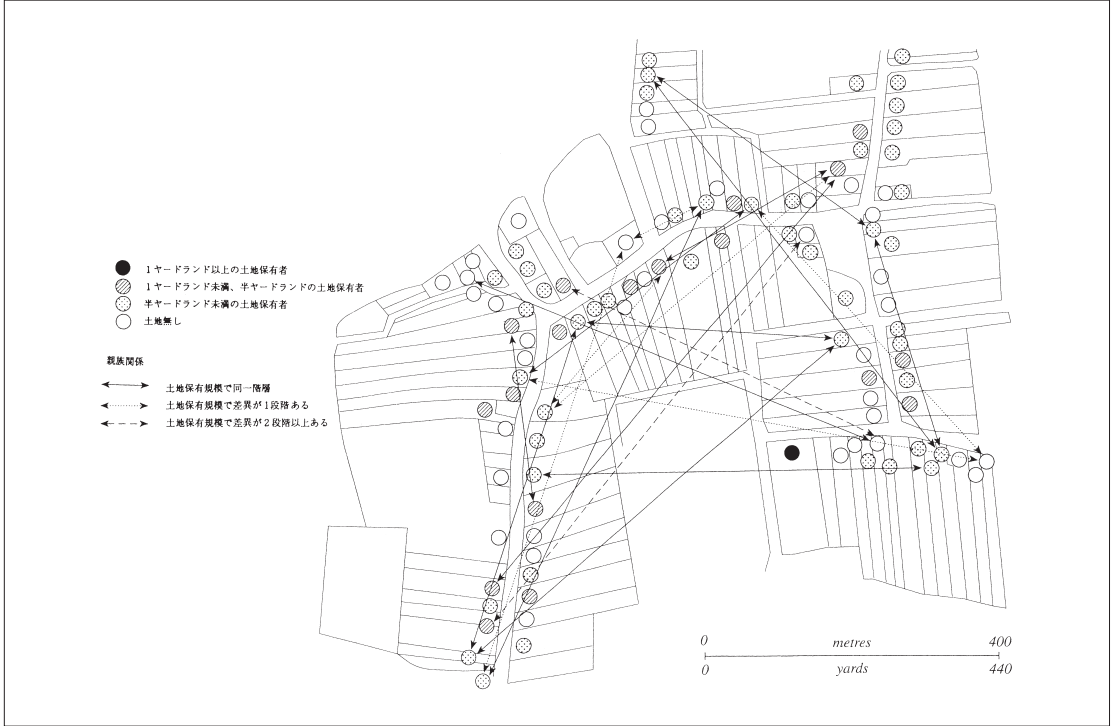 1ヤードランド以上の土地保有者
1ヤードランド未満、半ヤードランドの土地保有者
半ヤードランド未満の土地保有者
土地無し
親族関係
土地保有規模で同一階層
土地保有規模で差異が1段階ある
土地保有規模で差異が2段階以上ある
0 metres 400
0 yards 440